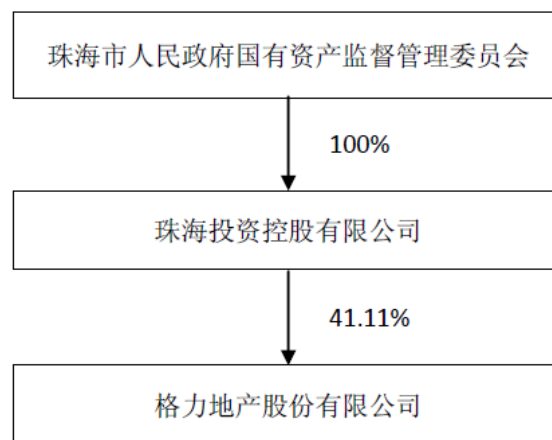 珠海市人民政府国有资产监督管理委员会
100%
珠海投资控股有限公司
41.11%
格力地产股份有限公司